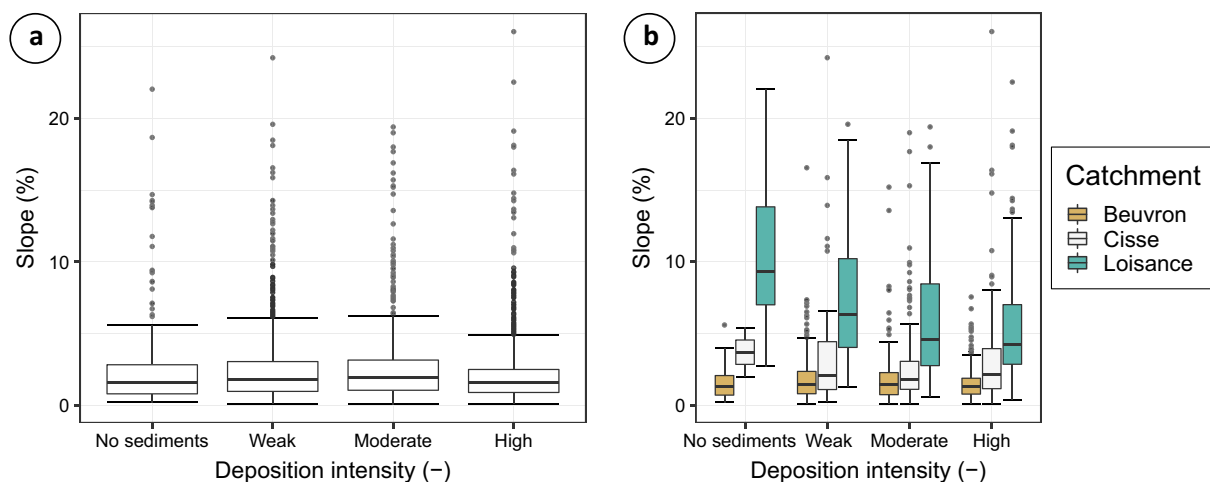 a
Slope (%)
20
10
0
No sediments Weak Moderate High
Deposition intensity (−)
b
Slope (%)
20
10
0
No sediments Weak Moderate High
Deposition intensity (−)
Catchment
Beuvron
Cisse
Loisance